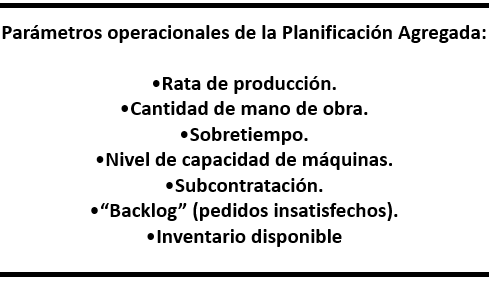 Parámetros operacionales de la Planificación Agregada:
•Rata de producción.
•Cantidad de mano de obra.
•Sobretiempo.
•Nivel de capacidad de máquinas.
•Subcontratación.
•“Backlog” (pedidos insatisfechos).
•Inventario disponible